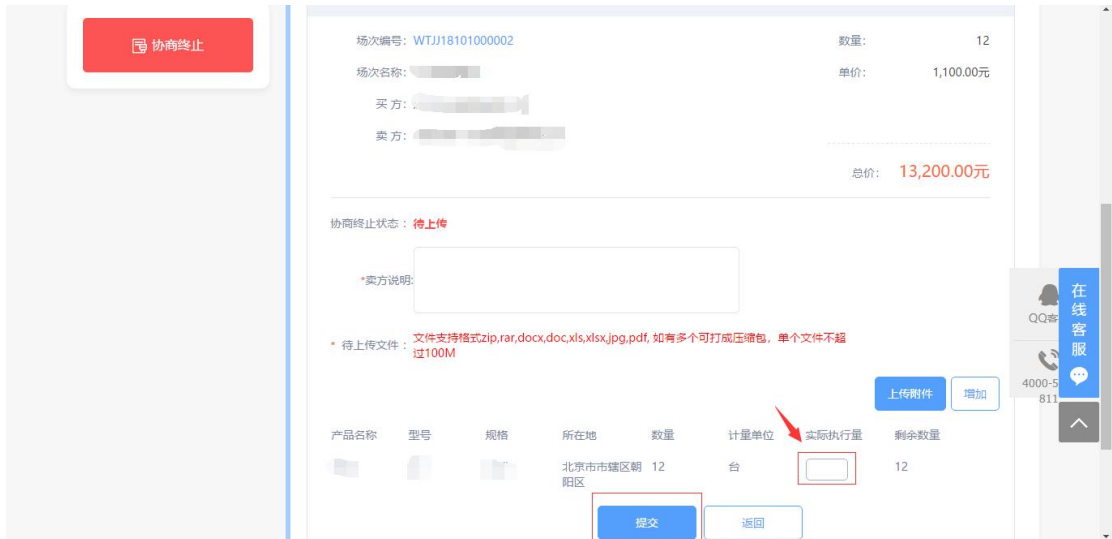 协商终止
场次编号： WTJJ18101000002
数量： 12
场次名称：
单价： 1,100.00元
买 方：
卖 方：
总价： 13,200.00元
协商终止状态： 待上传
*卖方说明:
* 待上传文件： 文件支持格式zip,rar,docx,doc,xls,xlsx,jpg,pdf, 如有多个可打成压缩包，单个文件不超
过100M
上传附件 增加
产品名称 型号 规格 所在地 数量 计量单位 实际执行量 剩余数量
北京市市辖区朝 12 台 12
阳区
提交 返回
QQ客
4000-5
811
在线客服